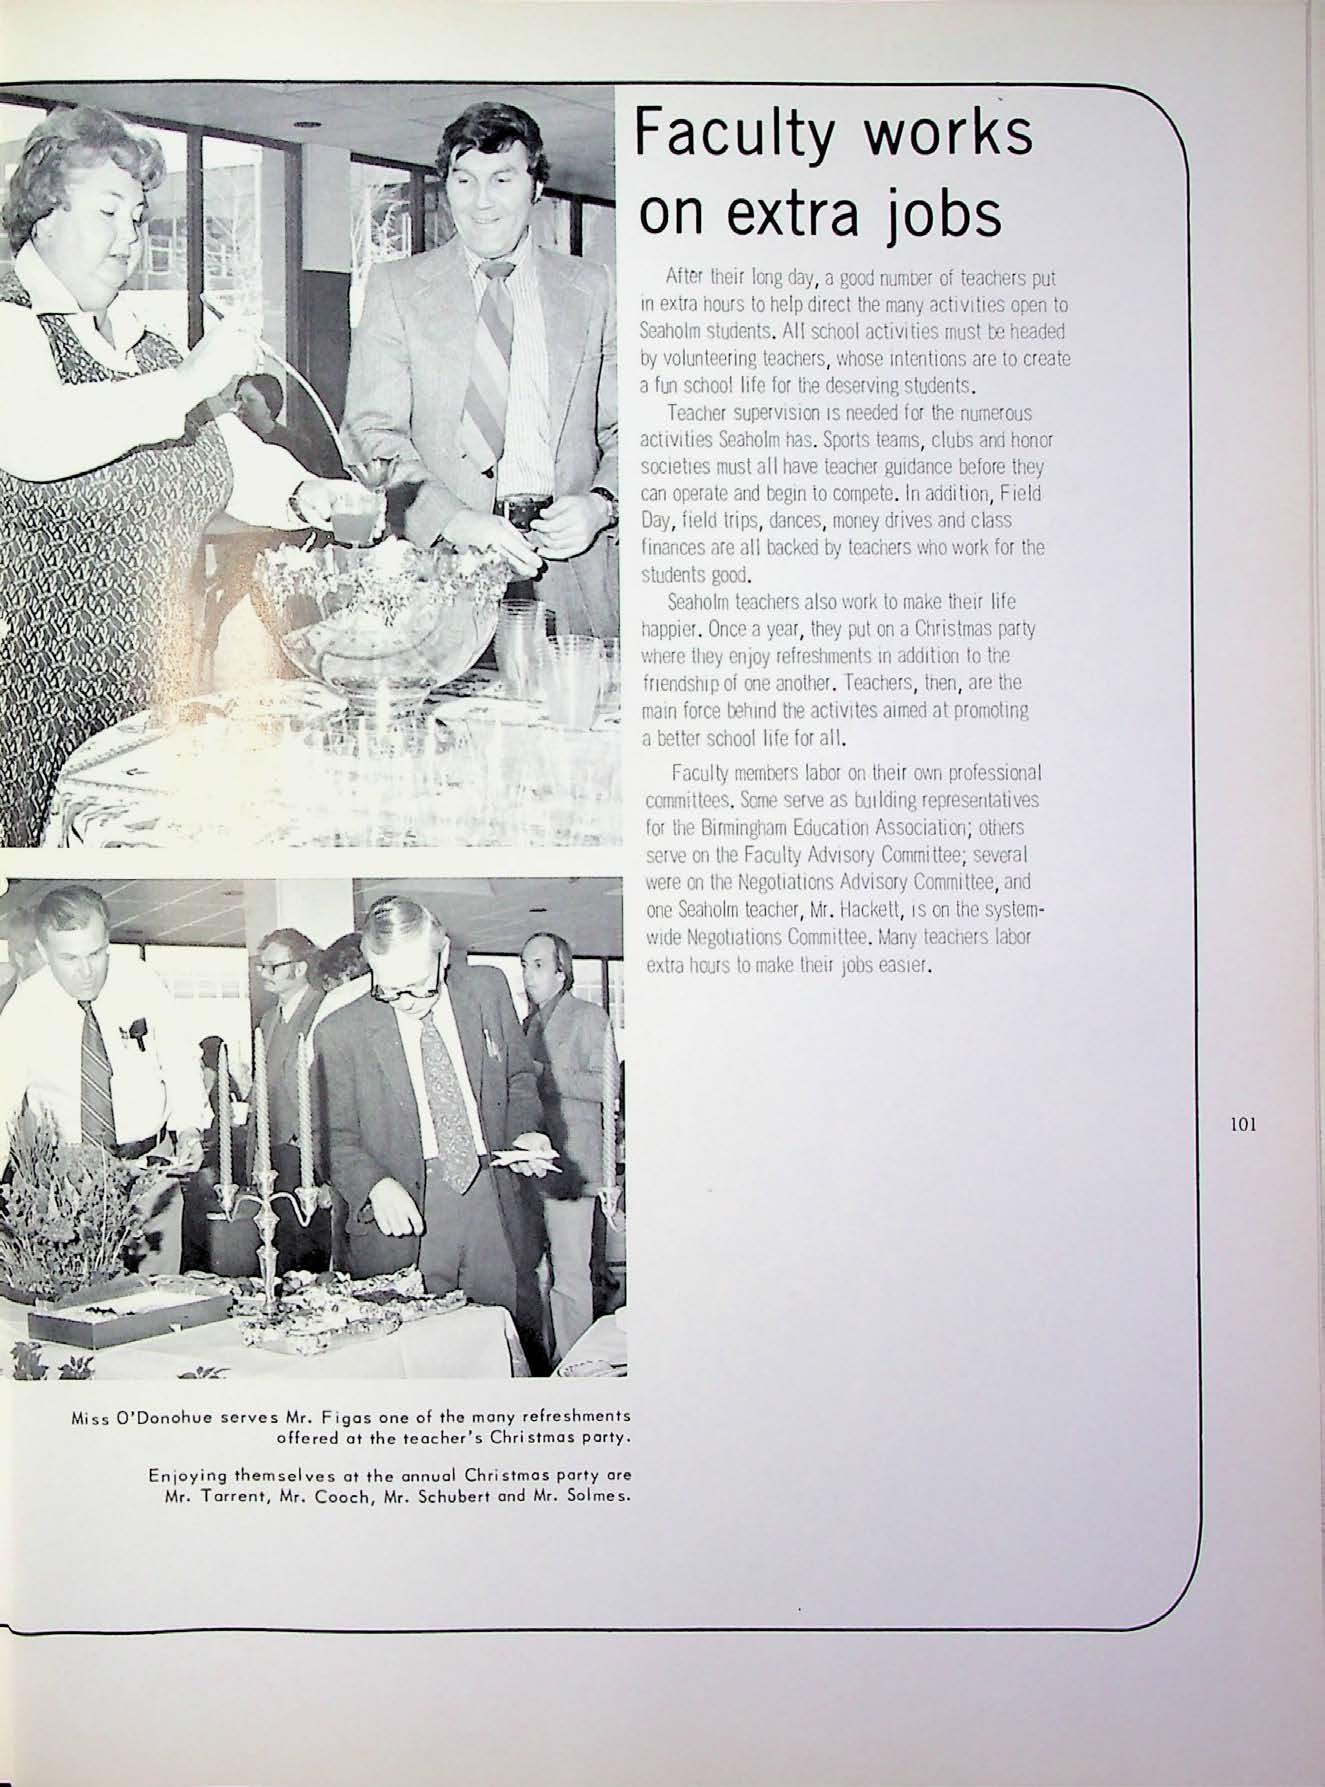 Faculty works
on extra jobs
After their long day, a good number of teachers put
in extra hours to help direct the many activities open to
Seaholm students. All school activities must be headed
by volunteering teachers, whose intentions are to create
a fun school life for the deserving students.
Teacher supervision is needed for the numerous
activities Seaholm has. Sports teams, clubs and honor
societies must all have teacher guidance before they
can operate and begin to compete. In addition, Field
Day, field trips, dances, money drives and class
finances are all backed by teachers who work for the
students good.
Seaholm teachers also work to make their life
happier. Once a year, they put on a Christmas party
where they enjoy refreshments in addition to the
friendship of one another. Teachers, then, are the
main force behind the activites aimed at promoting
a better school life for all.
Faculty members labor on their own professional
committees. Some serve as building representatives
for the Birmingham Education Association; others
serve on the Faculty Advisory Committee; several
were on the Negotiations Advisory Committee, and
one Seaholm teacher, Mr. Hackett, is on the system-
wide Negotiations Committee. Many teachers labor
extra hours to make their jobs easier.
101
Miss O'Donohue serves Mr. Figas one of the many refreshments
offered at the teacher's Christmas party.
Enjoying themselves at the annual Christmas party are
Mr. Tarrent, Mr. Cooch, Mr. Schubert and Mr. Solmes.